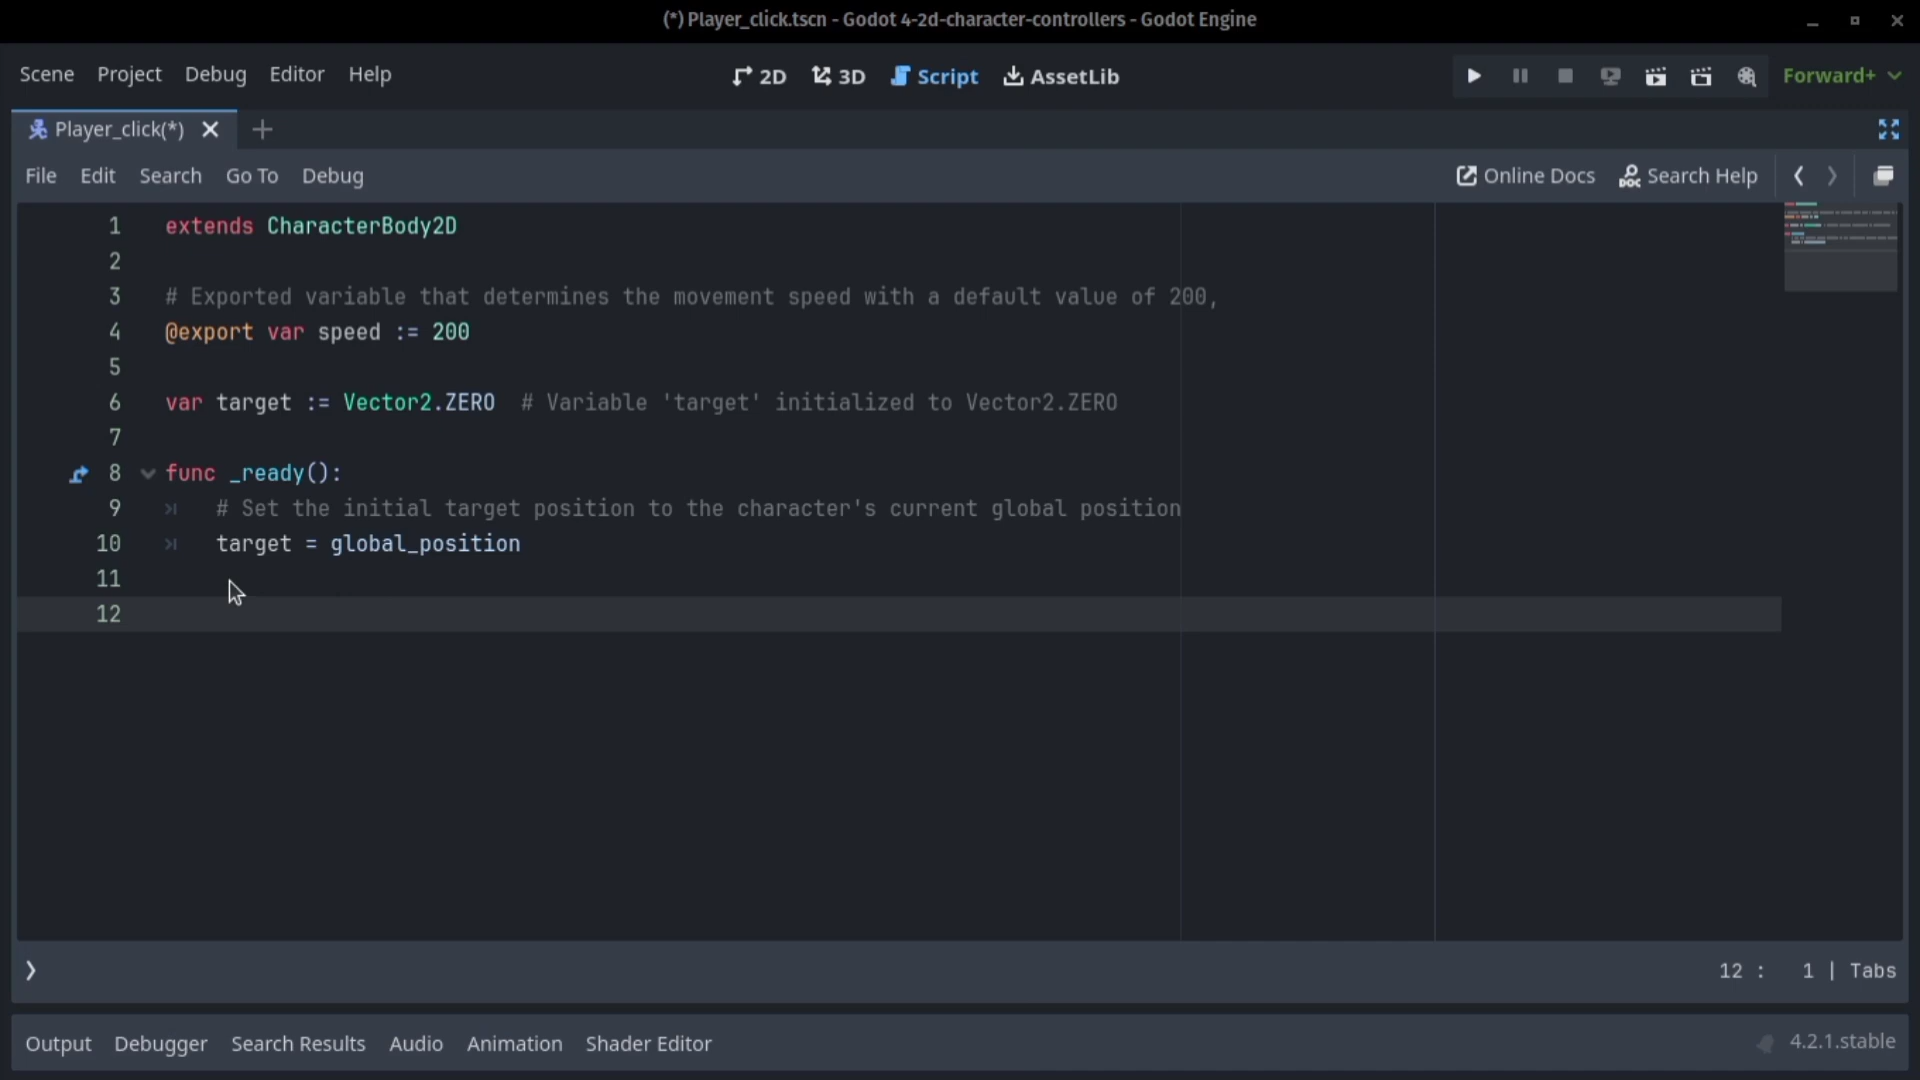 (*) Player_click.tscn - Godot 4-2d-character-controllers - Godot Engine
Scene Project Debug Editor Help 2D 3D Script AssetLib Forward+
Player_click(*)
File Edit Search Go To Debug Online Docs Search Help
1 extends CharacterBody2D
2
3 # Exported variable that determines the movement speed with a default value of 200,
4 @export var speed := 200
5
6 var target := Vector2.ZERO  # Variable 'target' initialized to Vector2.ZERO
7
8 func _ready():
9 # Set the initial target position to the character's current global position
10 target = global_position
11
12
12 : 1 | Tabs
Output Debugger Search Results Audio Animation Shader Editor 4.2.1.stable